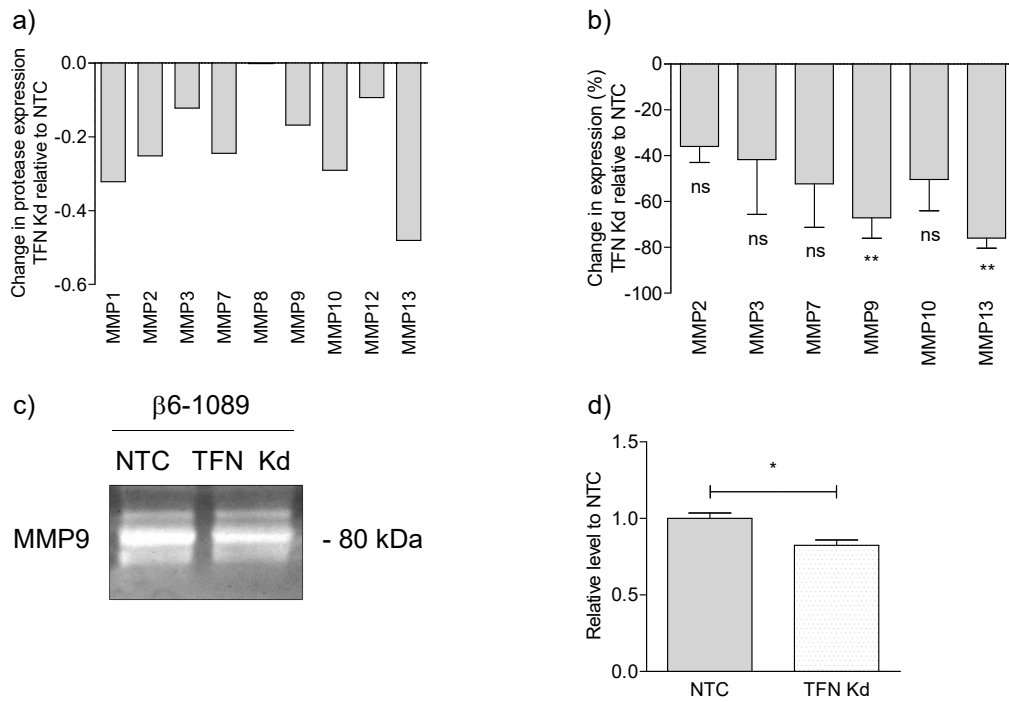 a)
Change in protease expression
TFN Kd relative to NTC
0.0
-0.2
-0.4
-0.6
MMP1
MMP2
MMP3
MMP7
MMP8
MMP9
MMP10
MMP12
MMP13
b)
Change in expression (%)
TFN Kd relative to NTC
0
-20
-40
-60
-80
-100
ns
ns
ns
**
ns
**
MMP2
MMP3
MMP7
MMP9
MMP10
MMP13
c)
β6-1089
NTC TFN Kd
MMP9
- 80 kDa
d)
Relative level to NTC
1.5
1.0
0.5
0.0
*
NTC
TFN Kd